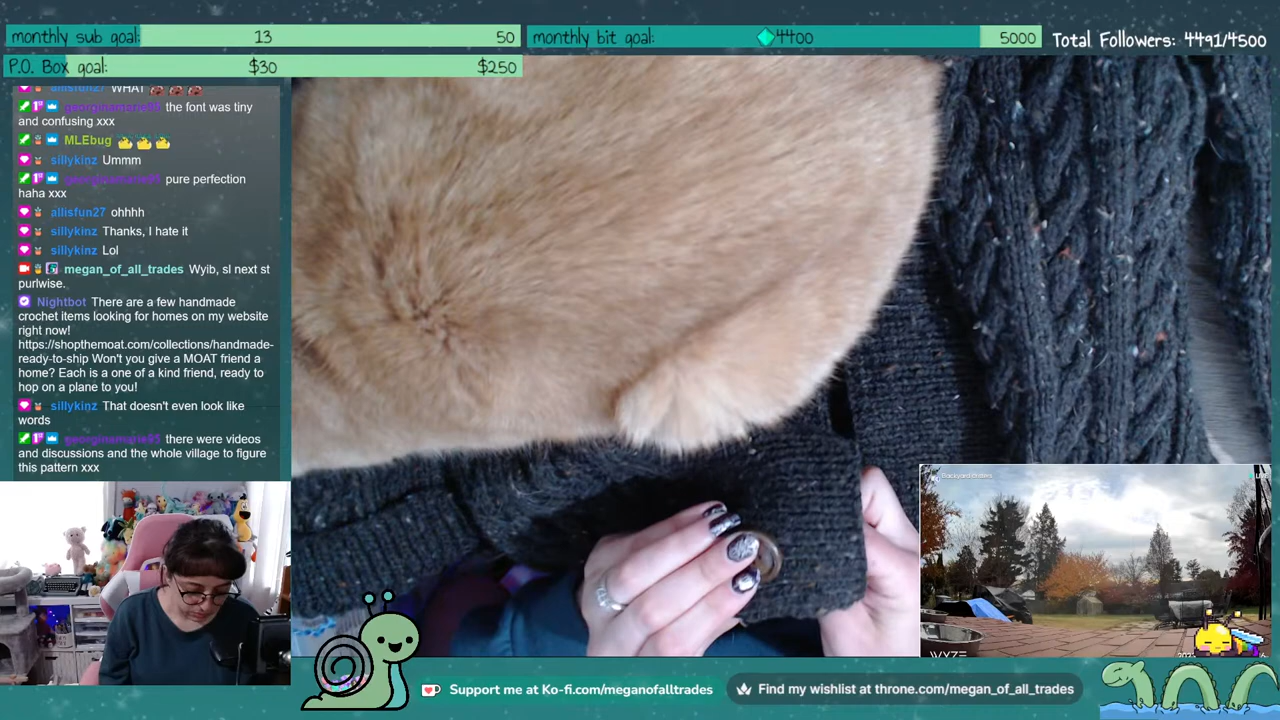 monthly sub goal: 13 50
monthly bit goal: 4400 5000
Total Followers: 4491/4500
P.O. Box goal: $30 $250
allisfun27 WHAT
georginamarie95 the font was tiny
and confusing xxx
MLEbug
sillykinz Ummm
georginamarie95 pure perfection
haha xxx
allisfun27 ohhhh
sillykinz Thanks, I hate it
sillykinz Lol
megan_of_all_trades Wyib, sl next st
purlwise.
Nightbot There are a few handmade
crochet items looking for homes on my website
right now!
https://shopthemoat.com/collections/handmade-
ready-to-ship Won't you give a MOAT friend a
home? Each is a one of a kind friend, ready to
hop on a plane to you!
sillykinz That doesn't even look like
words
georginamarie95 there were videos
and discussions and the whole village to figure
this pattern xxx
WYZE
Support me at Ko-fi.com/meganofalltrades
Find my wishlist at throne.com/megan_of_all_trades